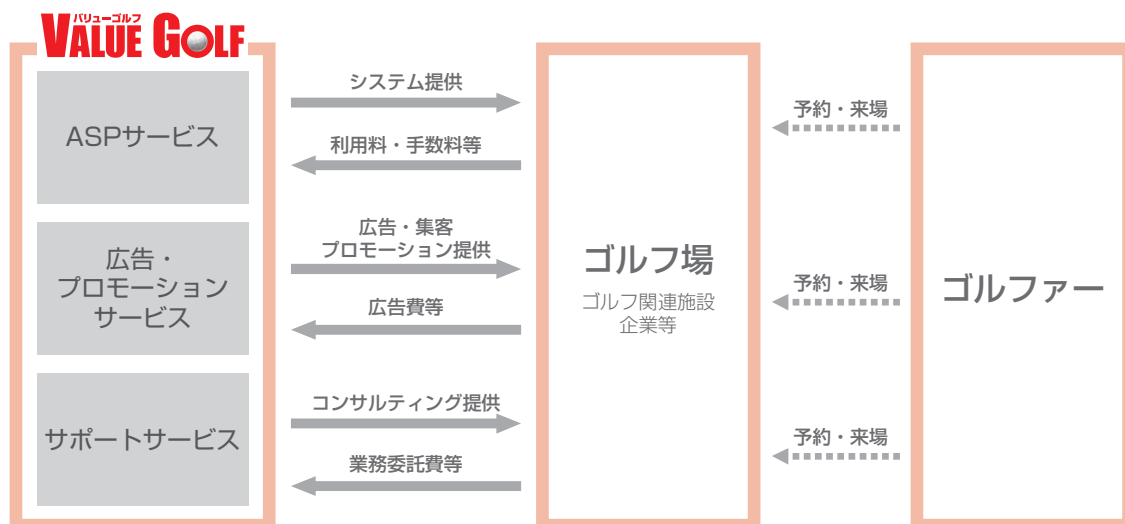 バリューゴルフ
VALUE GOLF
ASPサービス
システム提供
利用料・手数料等
広告・
プロモーション
サービス
広告・集客
プロモーション提供
広告費等
サポートサービス
コンサルティング提供
業務委託費等
ゴルフ場
ゴルフ関連施設
企業等
予約・来場
予約・来場
予約・来場
ゴルファー